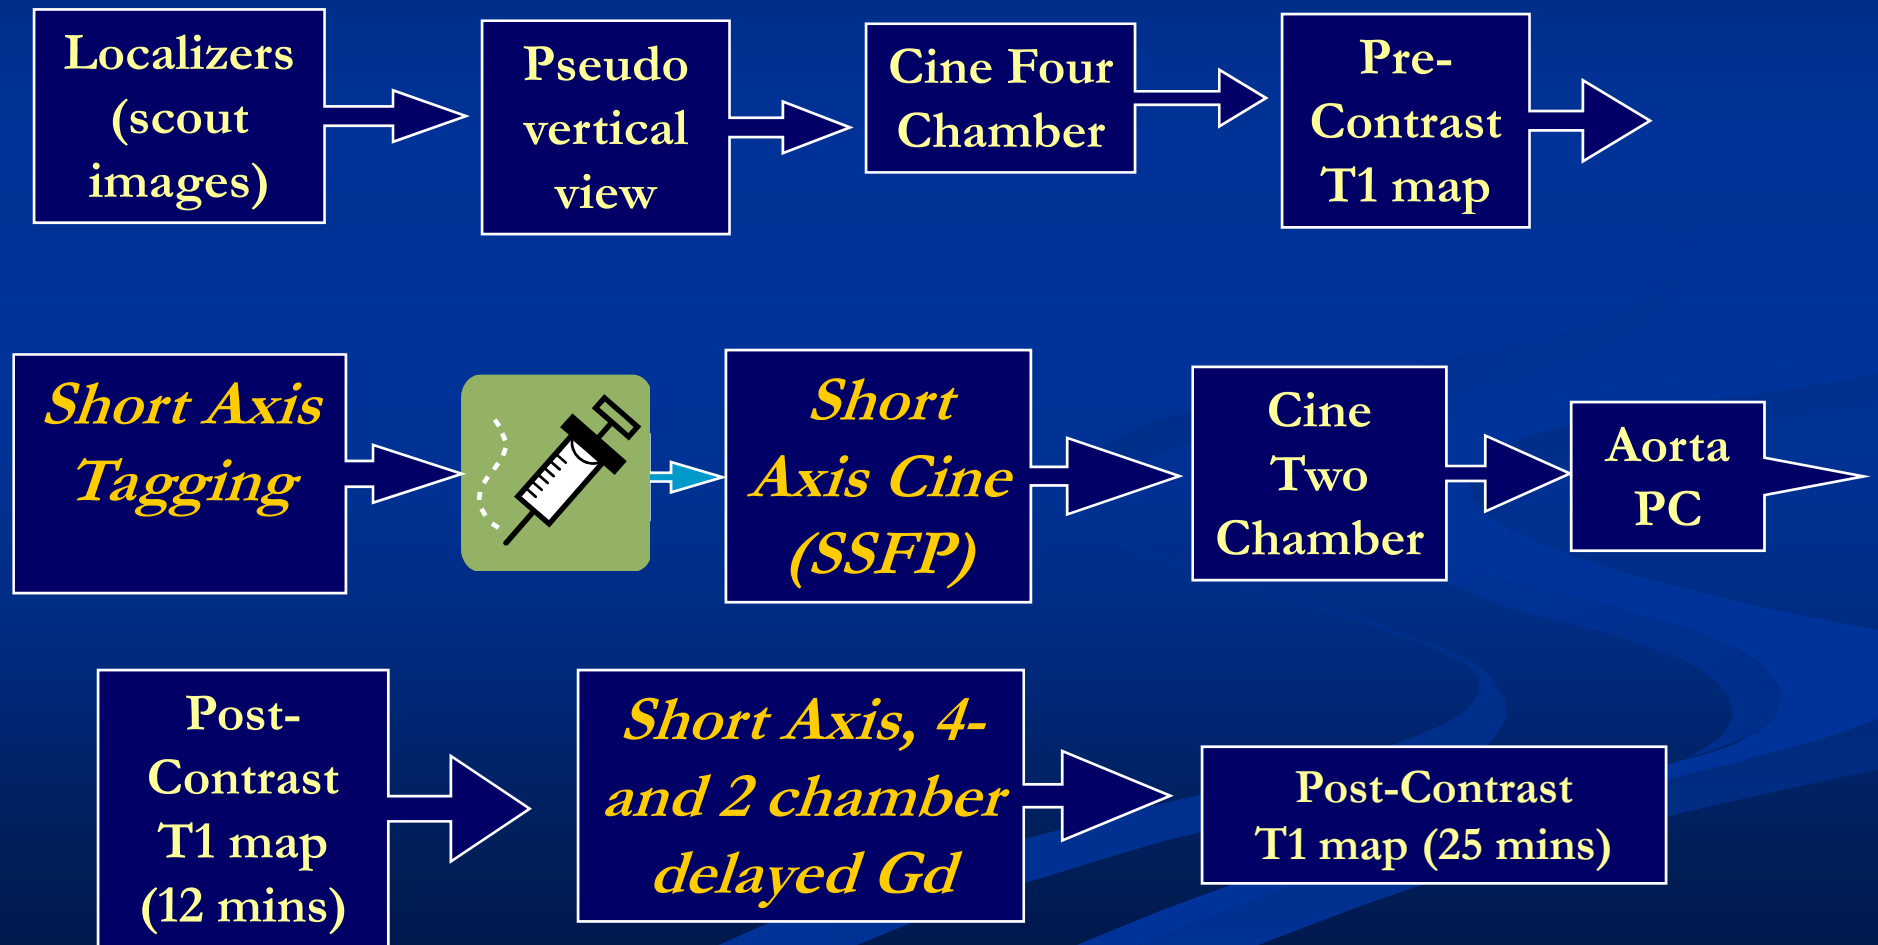 Localizers
(scout
images)
Pseudo
vertical
view
Cine Four
Chamber
Pre-
Contrast
T1 map
Short Axis
Tagging
Short
Axis Cine
(SSFP)
Cine
Two
Chamber
Aorta
PC
Post-
Contrast
T1 map
(12 mins)
Short Axis, 4-
and 2 chamber
delayed Gd
Post-Contrast
T1 map (25 mins)